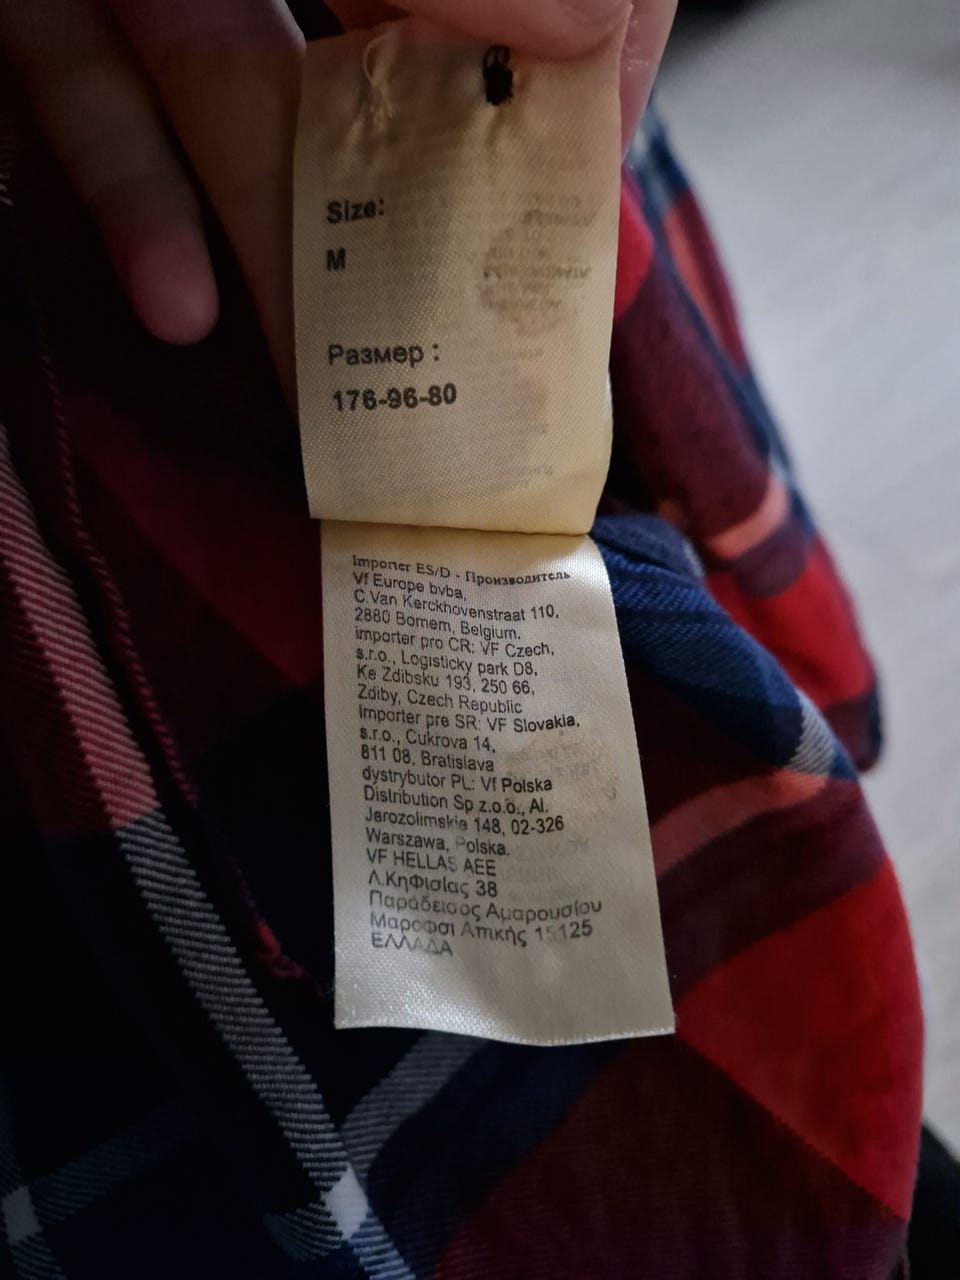 Size:
M
Размер :
176-96-80
Importer ES/D - Производитель
Vf Europe bvba,
C.Van Kerckhovenstraat 110,
2880 Bornem, Belgium.
importer pro CR: VF Czech,
s.r.o., Logisticky park D8,
Ke Zdibsku 193, 250 66,
Zdiby, Czech Republic
Importer pre SR: VF Slovakia,
s.r.o., Cukrova 14,
811 08, Bratislava
dystrybutor PL: Vf Polska
Distribution Sp z.o.o., Al.
Jerozolimskie 148, 02-326
Warszawa, Polska.
VF HELLAS AEE
Λ.ΚηΦισίας 38
Παράδεισος Αμαρουσίου
Μαροφσι Αττικής 15125
ΕΛΛΑΔΑ